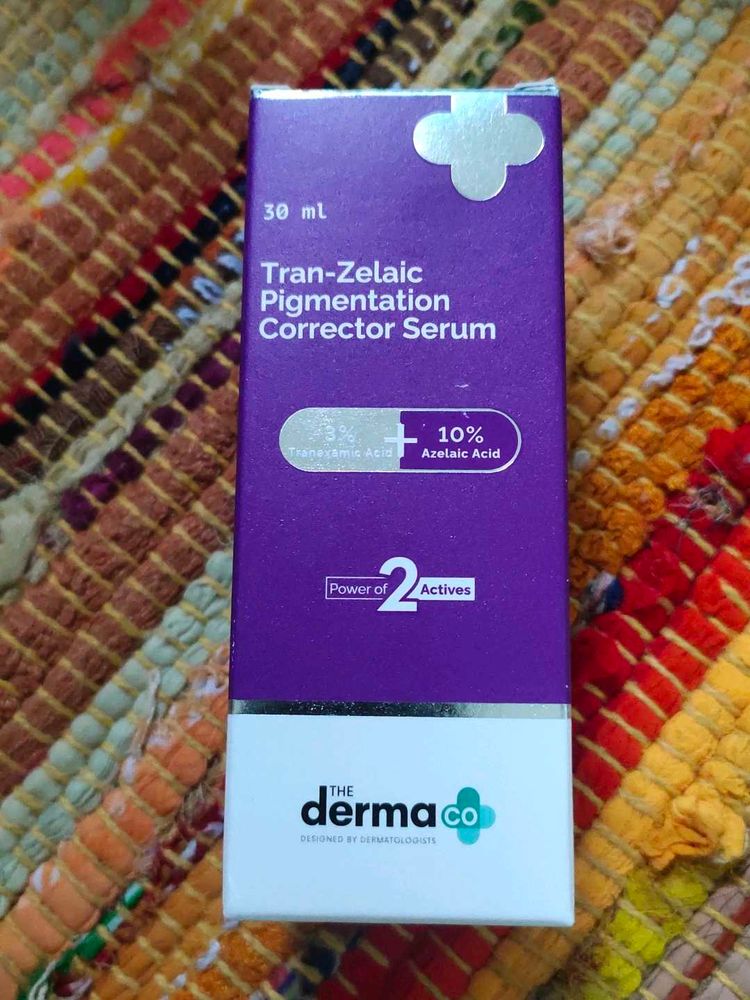 30 ml
Tran-Zelaic
Pigmentation
Corrector Serum
3%
Tranexamic Acid
+
10%
Azelaic Acid
Power of 2 Actives
THE
derma co
DESIGNED BY DERMATOLOGISTS